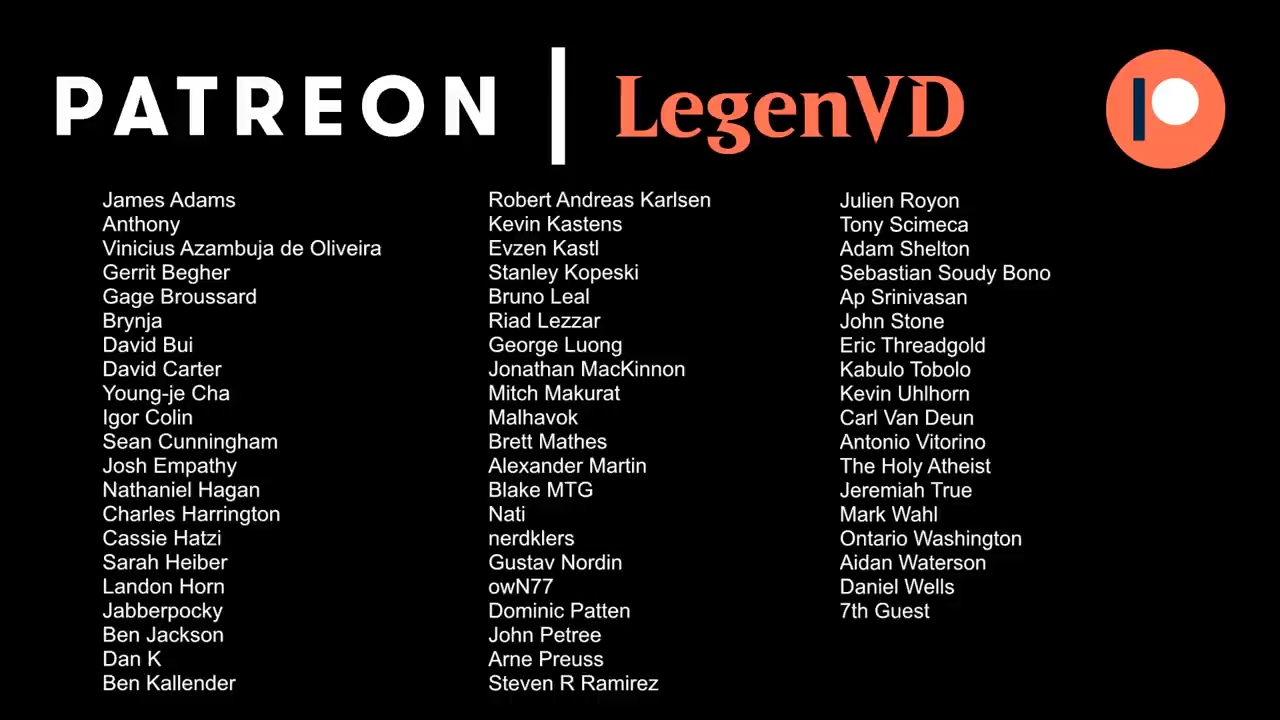 PATREON | LegenVD
James Adams
Anthony
Vinicius Azambuja de Oliveira
Gerrit Begher
Gage Broussard
Brynja
David Bui
David Carter
Young-je Cha
Igor Colin
Sean Cunningham
Josh Empathy
Nathaniel Hagan
Charles Harrington
Cassie Hatzi
Sarah Heiber
Landon Horn
Jabberpocky
Ben Jackson
Dan K
Ben Kallender
Robert Andreas Karlsen
Kevin Kastens
Evzen Kastl
Stanley Kopeski
Bruno Leal
Riad Lezzar
George Luong
Jonathan MacKinnon
Mitch Makurat
Malhavok
Brett Mathes
Alexander Martin
Blake MTG
Nati
nerdklers
Gustav Nordin
owN77
Dominic Patten
John Petree
Arne Preuss
Steven R Ramirez
Julien Royon
Tony Scimeca
Adam Shelton
Sebastian Soudy Bono
Ap Srinivasan
John Stone
Eric Threadgold
Kabulo Tobolo
Kevin Uhlhorn
Carl Van Deun
Antonio Vitorino
The Holy Atheist
Jeremiah True
Mark Wahl
Ontario Washington
Aidan Waterson
Daniel Wells
7th Guest